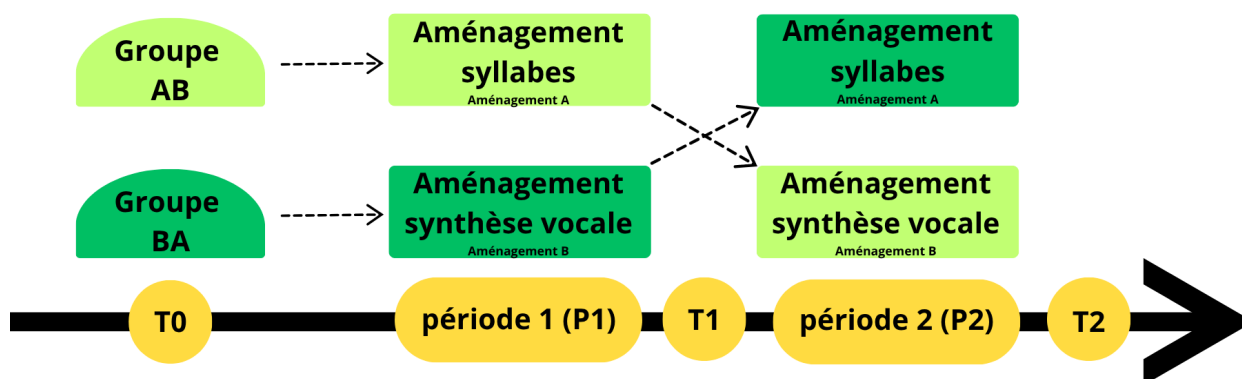 Groupe
AB
Aménagement
syllabes
Aménagement A
Aménagement
syllabes
Aménagement A
Groupe
BA
Aménagement
synthèse vocale
Aménagement B
Aménagement
synthèse vocale
Aménagement B
T0
période 1 (P1)
T1
période 2 (P2)
T2